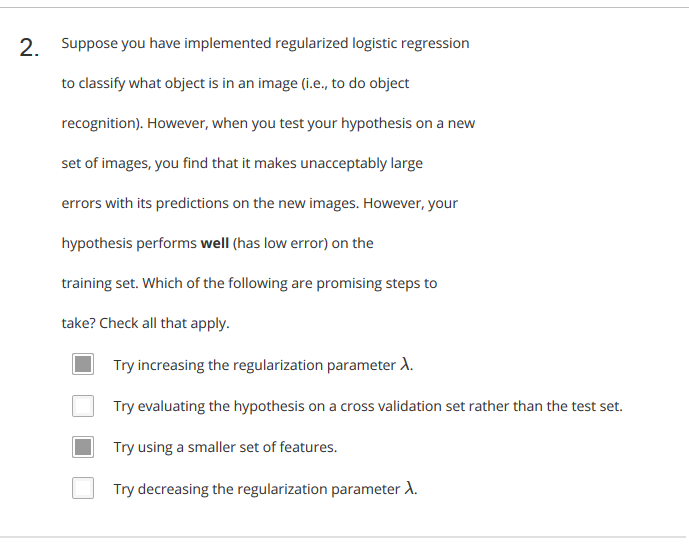 2. Suppose you have implemented regularized logistic regression
to classify what object is in an image (i.e., to do object
recognition). However, when you test your hypothesis on a new
set of images, you find that it makes unacceptably large
errors with its predictions on the new images. However, your
hypothesis performs well (has low error) on the
training set. Which of the following are promising steps to
take? Check all that apply.
Try increasing the regularization parameter λ.
Try evaluating the hypothesis on a cross validation set rather than the test set.
Try using a smaller set of features.
Try decreasing the regularization parameter λ.